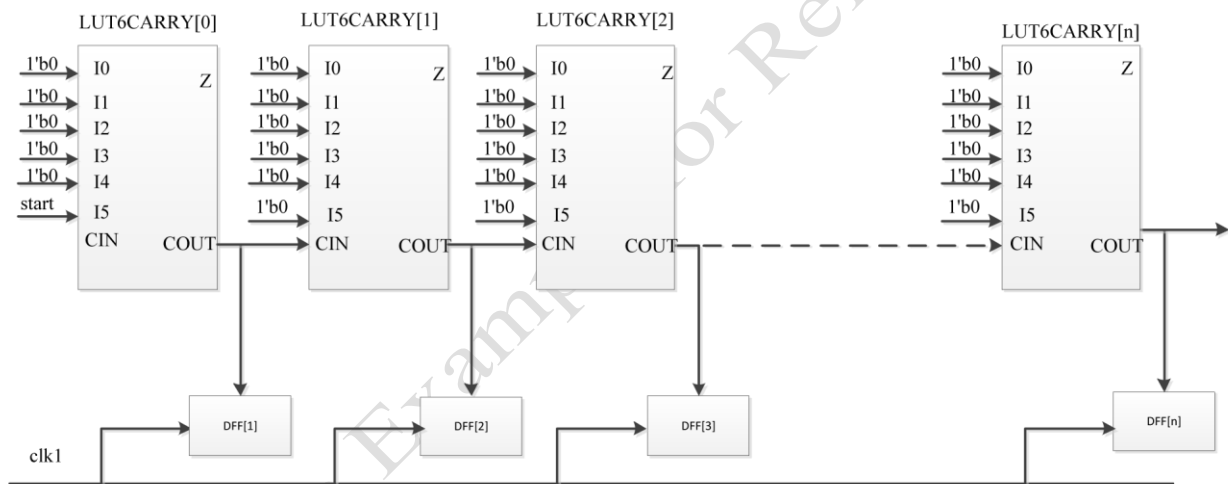 LUT6CARRY[0]
1'b0 I0
Z
1'b0 I1
1'b0 I2
1'b0 I3
1'b0 I4
start I5
CIN COUT
LUT6CARRY[1]
1'b0 I0
Z
1'b0 I1
1'b0 I2
1'b0 I3
1'b0 I4
1'b0 I5
CIN COUT
LUT6CARRY[2]
1'b0 I0
Z
1'b0 I1
1'b0 I2
1'b0 I3
1'b0 I4
1'b0 I5
CIN COUT
LUT6CARRY[n]
1'b0 I0
Z
1'b0 I1
1'b0 I2
1'b0 I3
1'b0 I4
1'b0 I5
CIN COUT
DFF[1]
DFF[2]
DFF[3]
DFF[n]
clk1